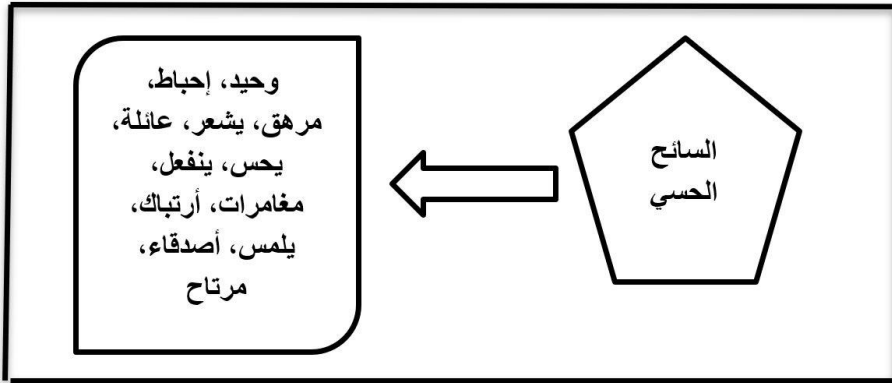 السائح
الحسي
وحيد، إحباط،
مرهق، يشعر، عائلة،
يحس، ينفعل،
مغامرات، أرتباك،
يلمس، أصدقاء،
مرتاح